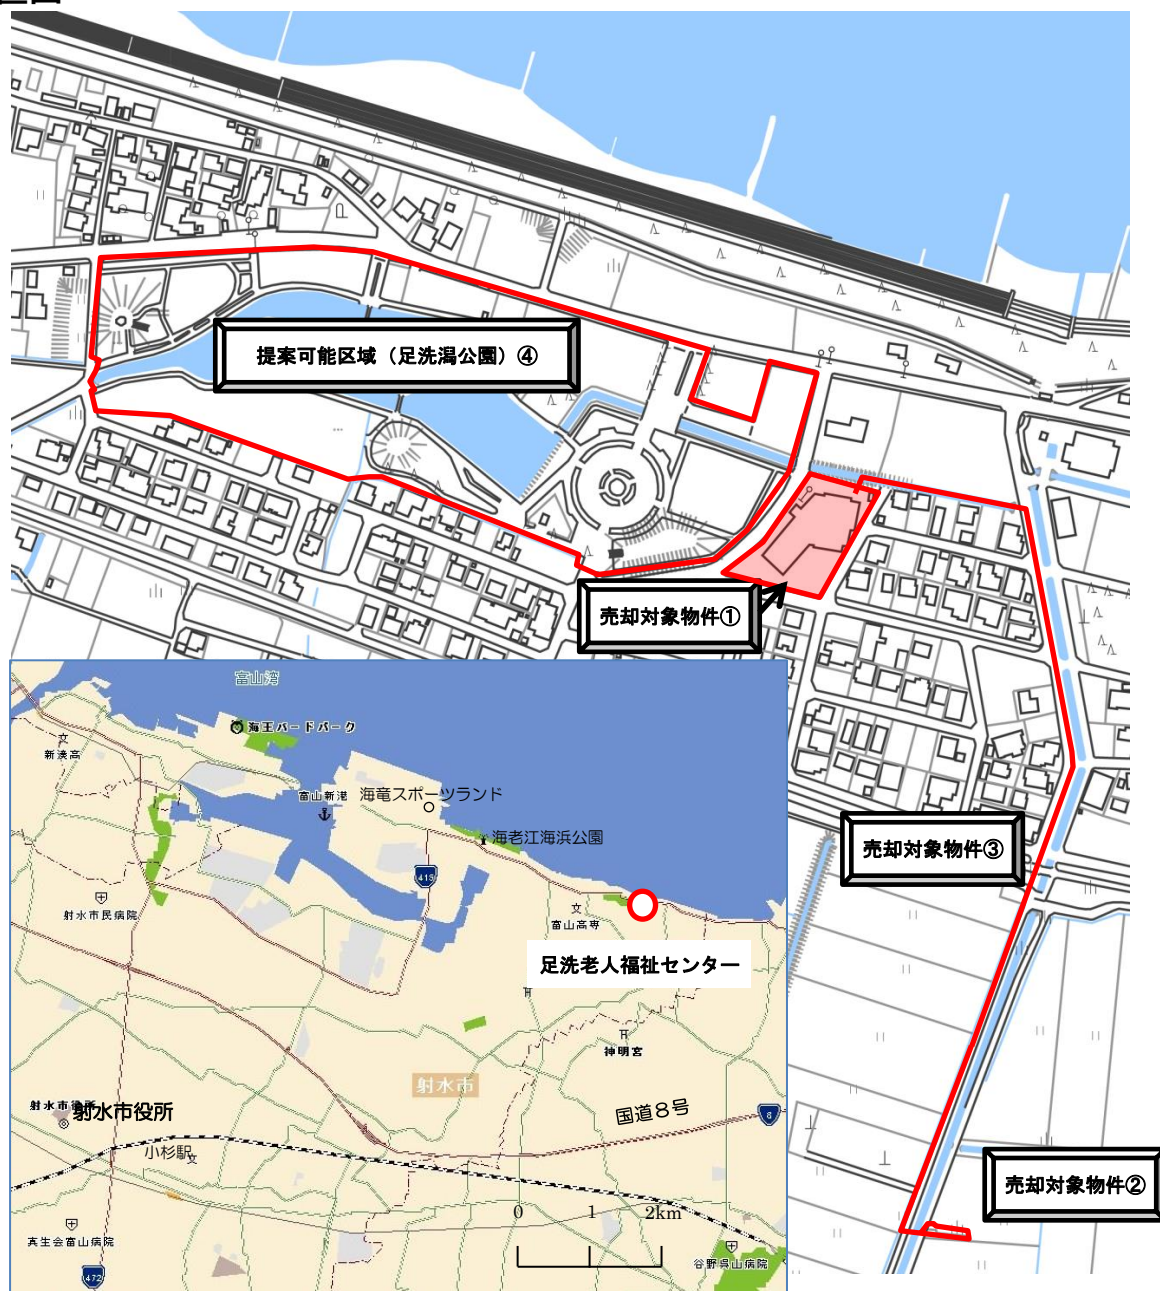 提案可能区域（足洗潟公園）④
売却対象物件①
売却対象物件③
売却対象物件②
富山湾
海王バードパーク
新湊高
富山新港
海竜スポーツランド
海老江海浜公園
415
射水市民病院
富山高専
足洗老人福祉センター
神明宮
射水市
国道８号
8
射水市役所
射水市役所
小杉駅
0 1 2km
真生会富山病院
谷野呉山病院
472